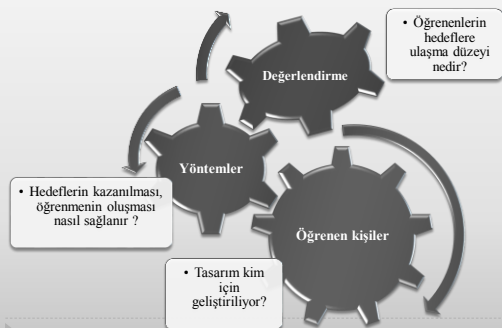 • Öğrenenlerin
hedeflere
ulaşma düzeyi
nedir?
Değerlendirme
Yöntemler
• Hedeflerin kazanılması,
öğrenmenin oluşması
nasıl sağlanır ?
Öğrenen kişiler
• Tasarım kim
için
geliştiriliyor?